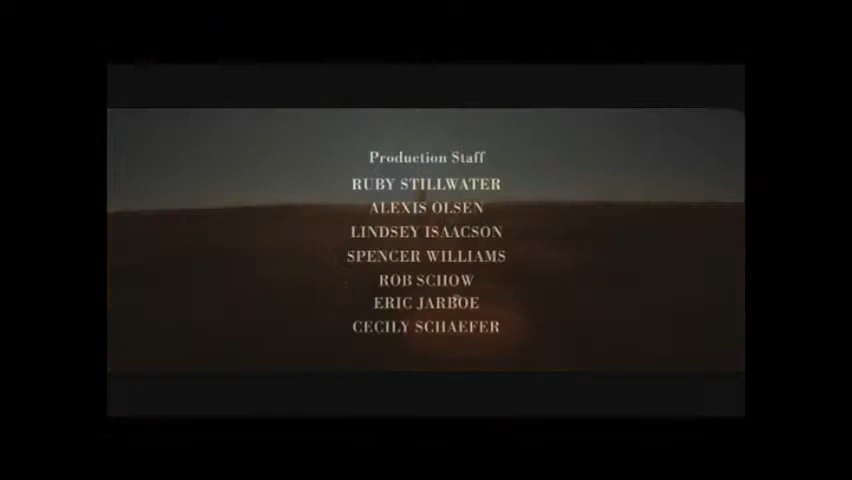 Production Staff
RUBY STILLWATER
ALEXIS OLSEN
LINDSEY ISAACSON
SPENCER WILLIAMS
ROB SCHOW
ERIC JARBOE
CECILY SCHAEFER